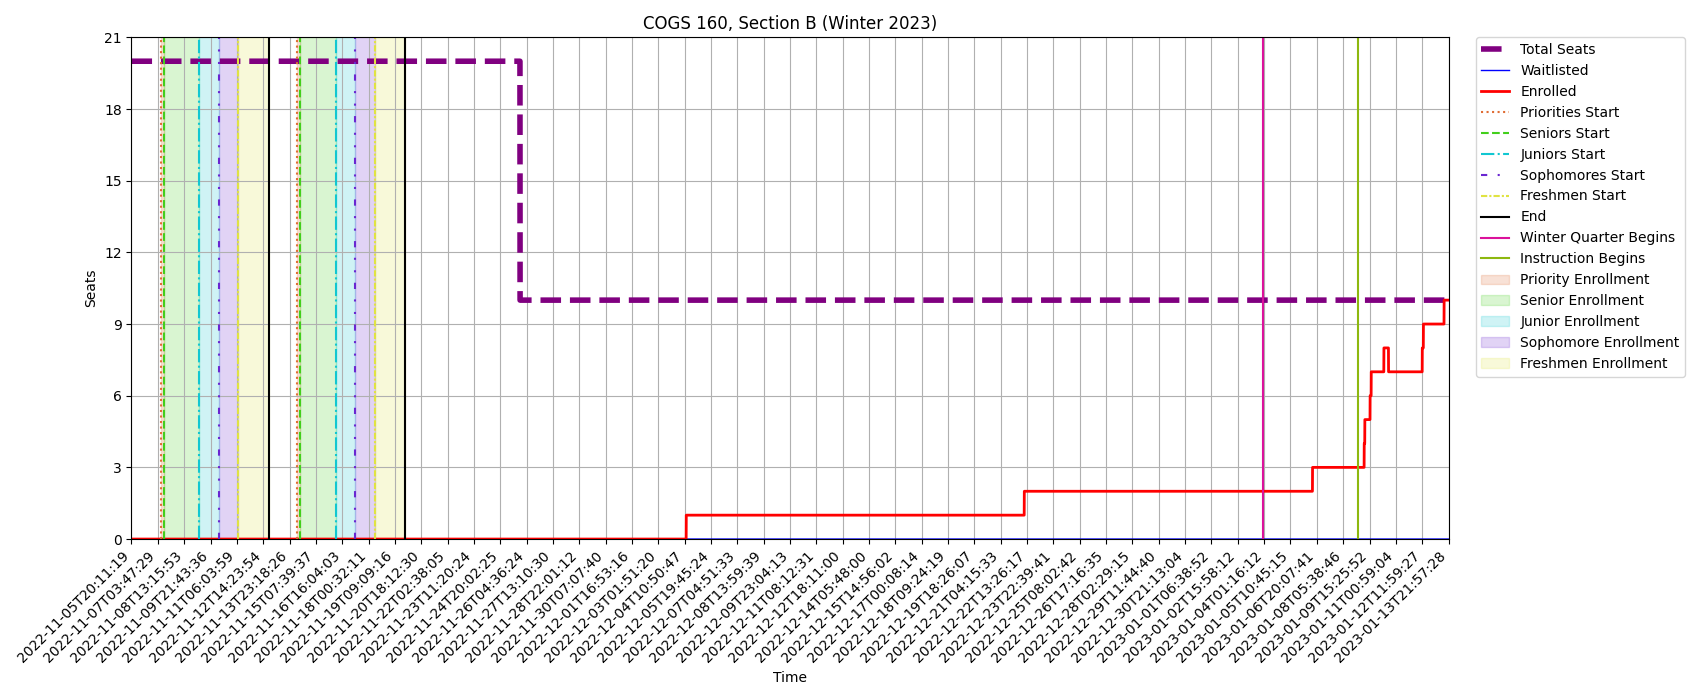 COGS 160, Section B (Winter 2023)
21
18
15
12
9
6
3
0
Seats
2022-11-05T20:11:19
2022-11-07T03:47:29
2022-11-08T13:15:53
2022-11-09T21:43:36
2022-11-11T06:03:59
2022-11-12T14:23:54
2022-11-13T23:18:26
2022-11-15T07:39:37
2022-11-16T16:04:03
2022-11-18T00:32:11
2022-11-19T09:09:16
2022-11-20T18:12:30
2022-11-22T02:38:05
2022-11-23T11:20:24
2022-11-24T20:02:25
2022-11-26T04:36:24
2022-11-27T13:10:30
2022-11-28T22:01:12
2022-11-30T07:07:40
2022-12-01T16:53:16
2022-12-03T01:51:20
2022-12-04T10:50:47
2022-12-05T19:45:24
2022-12-07T04:51:33
2022-12-08T13:59:39
2022-12-09T23:04:13
2022-12-11T08:12:31
2022-12-12T18:11:00
2022-12-14T05:48:00
2022-12-15T14:56:02
2022-12-17T00:08:14
2022-12-18T09:24:19
2022-12-19T18:26:07
2022-12-21T04:15:33
2022-12-22T13:26:17
2022-12-23T22:39:41
2022-12-25T08:02:42
2022-12-26T17:16:35
2022-12-28T02:29:15
2022-12-29T11:44:40
2022-12-30T21:13:04
2023-01-01T06:38:52
2023-01-02T15:58:12
2023-01-04T01:16:12
2023-01-05T10:45:15
2023-01-06T20:07:41
2023-01-08T05:38:46
2023-01-09T15:25:52
2023-01-11T00:59:04
2023-01-12T11:59:27
2023-01-13T21:57:28
Time
Total Seats
Waitlisted
Enrolled
Priorities Start
Seniors Start
Juniors Start
Sophomores Start
Freshmen Start
End
Winter Quarter Begins
Instruction Begins
Priority Enrollment
Senior Enrollment
Junior Enrollment
Sophomore Enrollment
Freshmen Enrollment